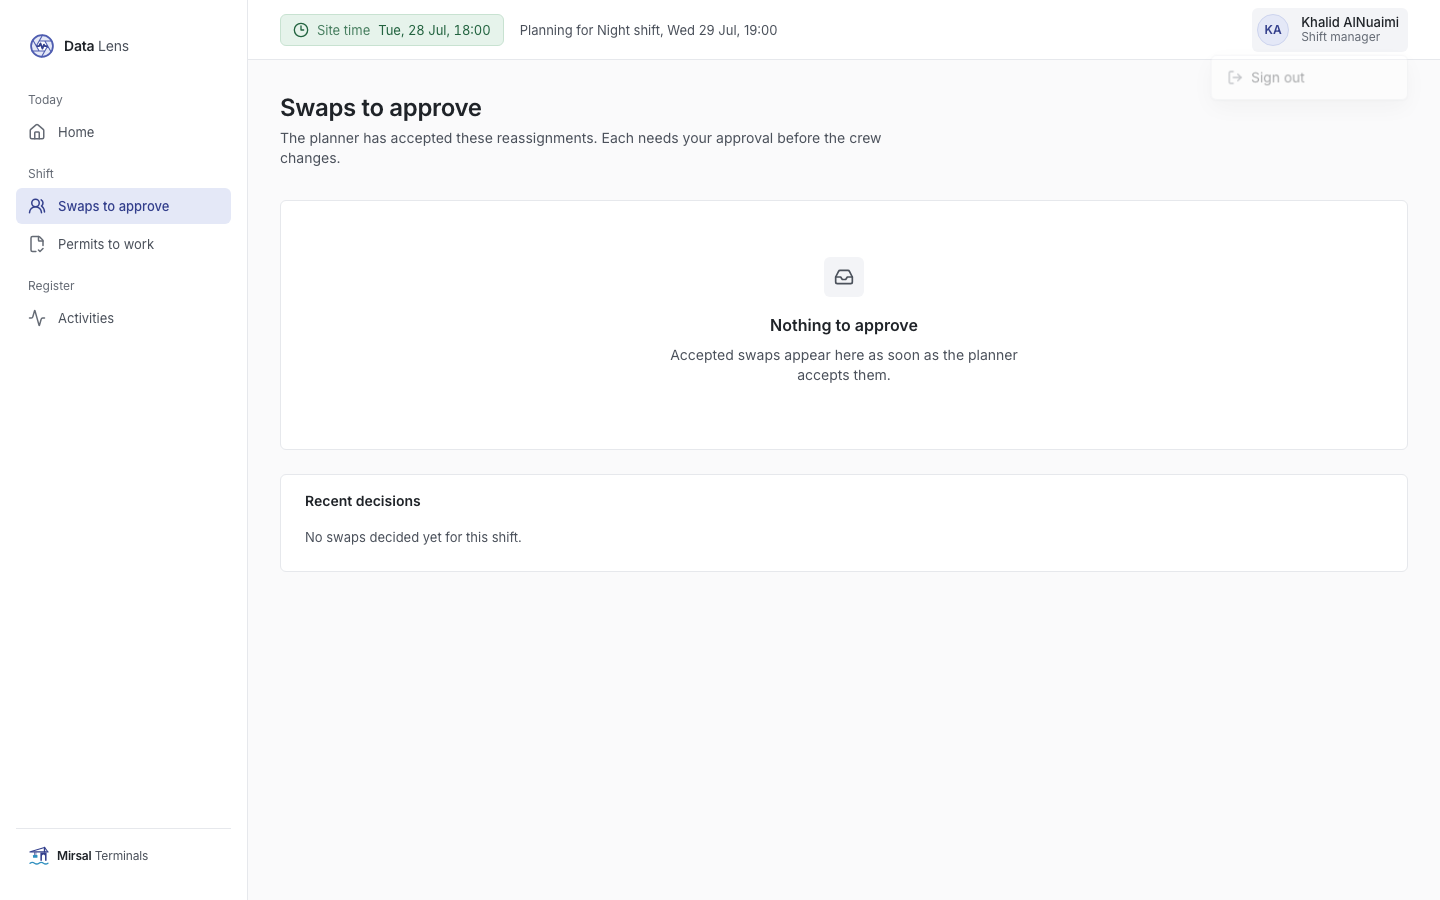 Data Lens
Today
Home
Shift
Swaps to approve
Permits to work
Register
Activities
Mirsal Terminals
Site time Tue, 28 Jul, 18:00
Planning for Night shift, Wed 29 Jul, 19:00
KA
Khalid AlNuaimi
Shift manager
Sign out
Swaps to approve
The planner has accepted these reassignments. Each needs your approval before the crew
changes.
Nothing to approve
Accepted swaps appear here as soon as the planner
accepts them.
Recent decisions
No swaps decided yet for this shift.